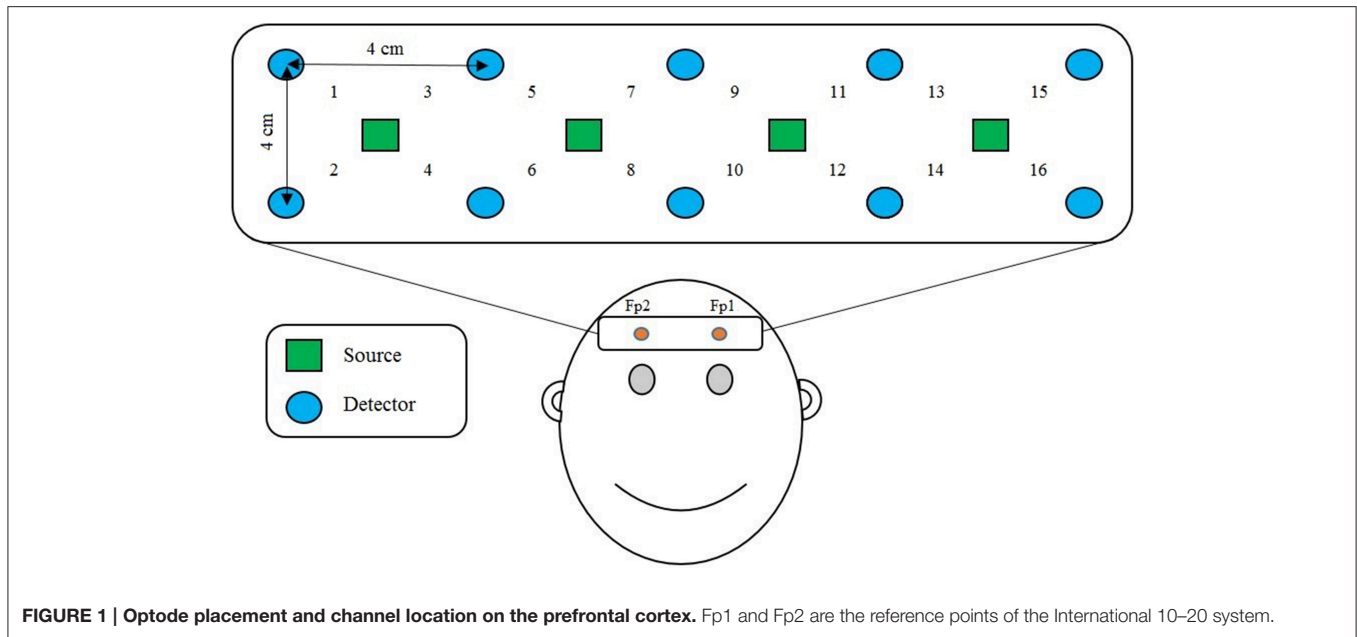 4 cm
1 3 5 7 9 11 13 15
4 cm
2 4 6 8 10 12 14 16
Fp2 Fp1
Source
Detector
FIGURE 1 | Optode placement and channel location on the prefrontal cortex. Fp1 and Fp2 are the reference points of the International 10–20 system.